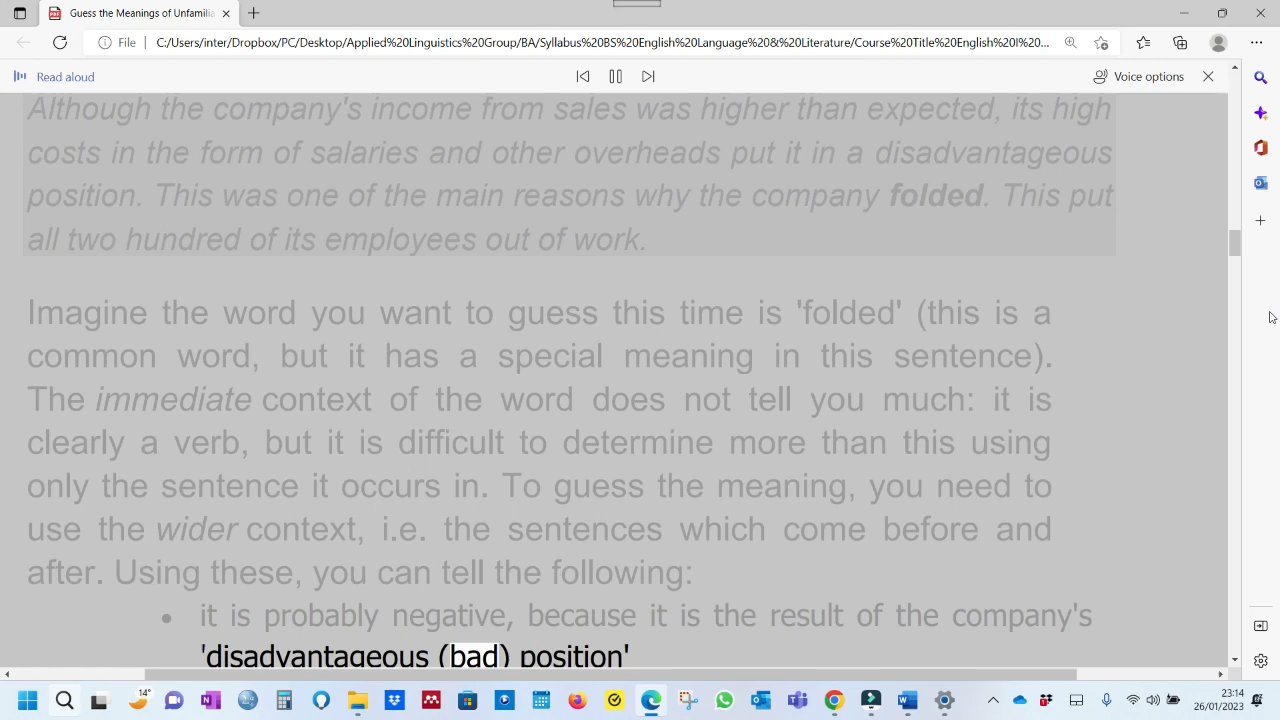 Guess the Meanings of Unfamilia
File | C:/Users/inter/Dropbox/PC/Desktop/Applied%20Linguistics%20Group/BA/Syllabus%20BS%20English%20Language%20&%20Literature/Course%20Title%20English%20I%20...
Read aloud
Voice options
Although the company's income from sales was higher than expected, its high
costs in the form of salaries and other overheads put it in a disadvantageous
position. This was one of the main reasons why the company folded. This put
all two hundred of its employees out of work.
Imagine the word you want to guess this time is 'folded' (this is a
common word, but it has a special meaning in this sentence).
The immediate context of the word does not tell you much: it is
clearly a verb, but it is difficult to determine more than this using
only the sentence it occurs in. To guess the meaning, you need to
use the wider context, i.e. the sentences which come before and
after. Using these, you can tell the following:
• it is probably negative, because it is the result of the company's
'disadvantageous (bad) position'
14°
23:14
26/01/2023